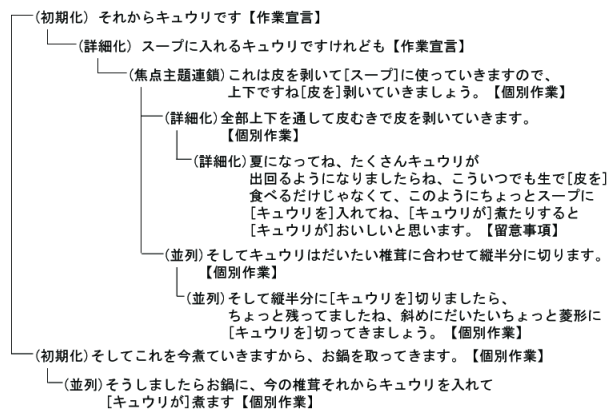 (初期化) それからキュウリです【作業宣言】
(詳細化) スープに入れるキュウリですけれども【作業宣言】
(焦点主題連鎖)これは皮を剥いて[スープ]に使っていきますので、
上下ですね[皮を]剥いていきましょう。【個別作業】
(詳細化)全部上下を通して皮むきで皮を剥いていきます。
【個別作業】
(詳細化)夏になってね、たくさんキュウリが
出回るようになりましたらね、こういつでも生で[皮を]
食べるだけじゃなくて、このようにちょっとスープに
[キュウリを]入れてね、[キュウリが]煮たりすると
[キュウリが]おいしいと思います。【留意事項】
(並列)そしてキュウリはだいたい椎茸に合わせて縦半分に切ります。
【個別作業】
(並列)そして縦半分に[キュウリを]切りましたら、
ちょっと残ってましたね、斜めにだいたいちょっと菱形に
[キュウリを]切ってきましょう。【個別作業】
(初期化)そしてこれを今煮ていきますから、お鍋を取ってきます。【個別作業】
(並列)そうしましたらお鍋に、今の椎茸それからキュウリを入れて
[キュウリが]煮ます【個別作業】